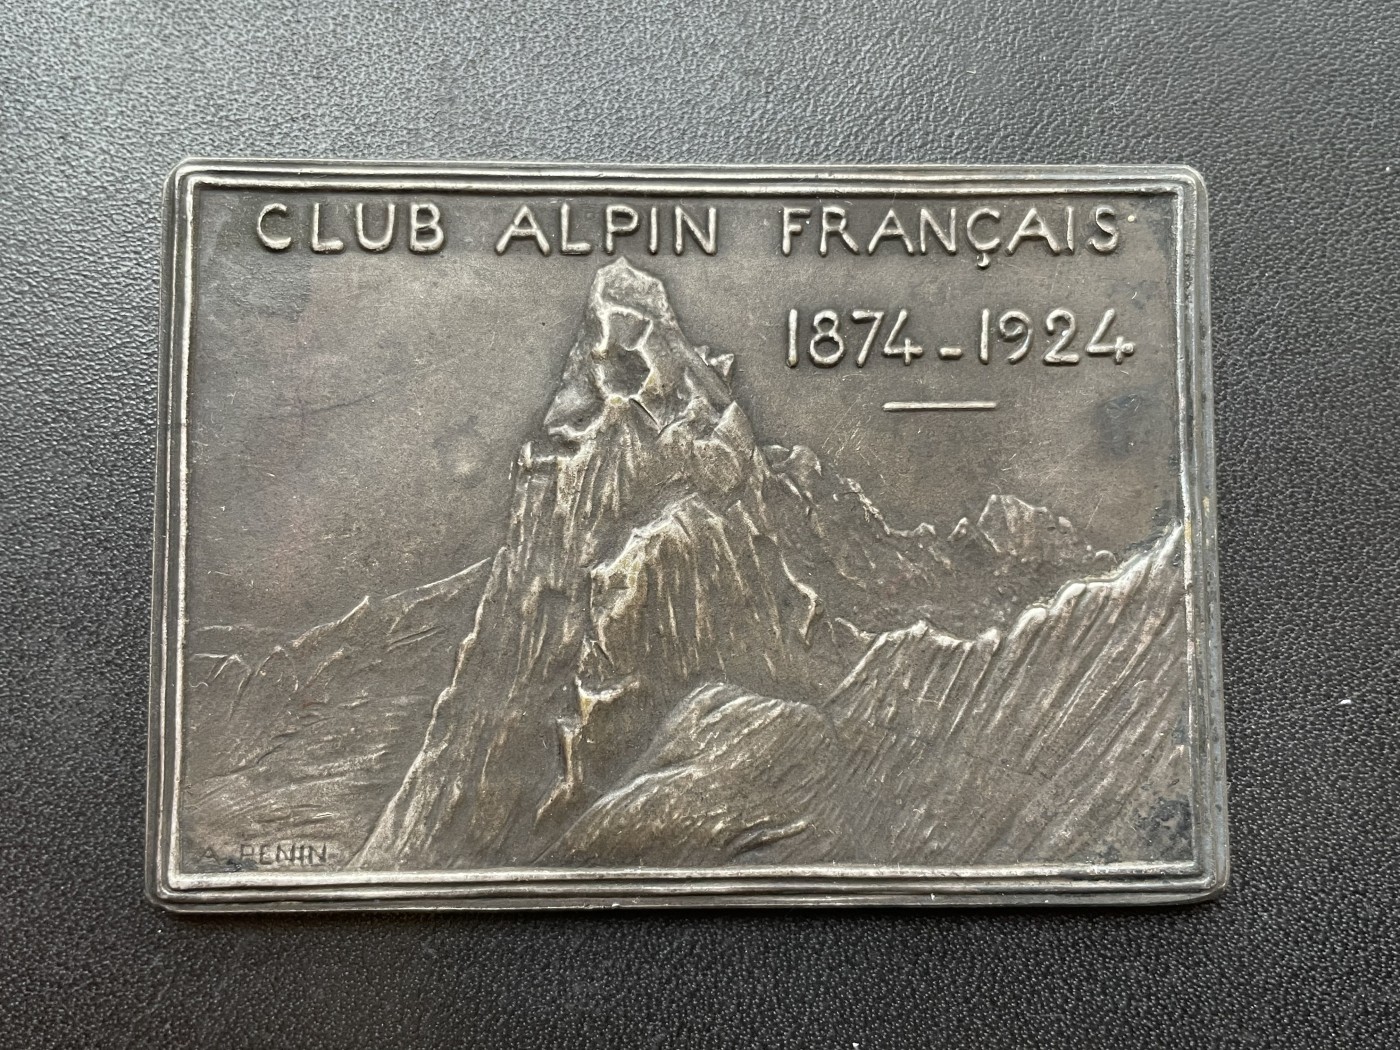 CLUB ALPIN FRANÇAIS
1874-1924
A. PENIN